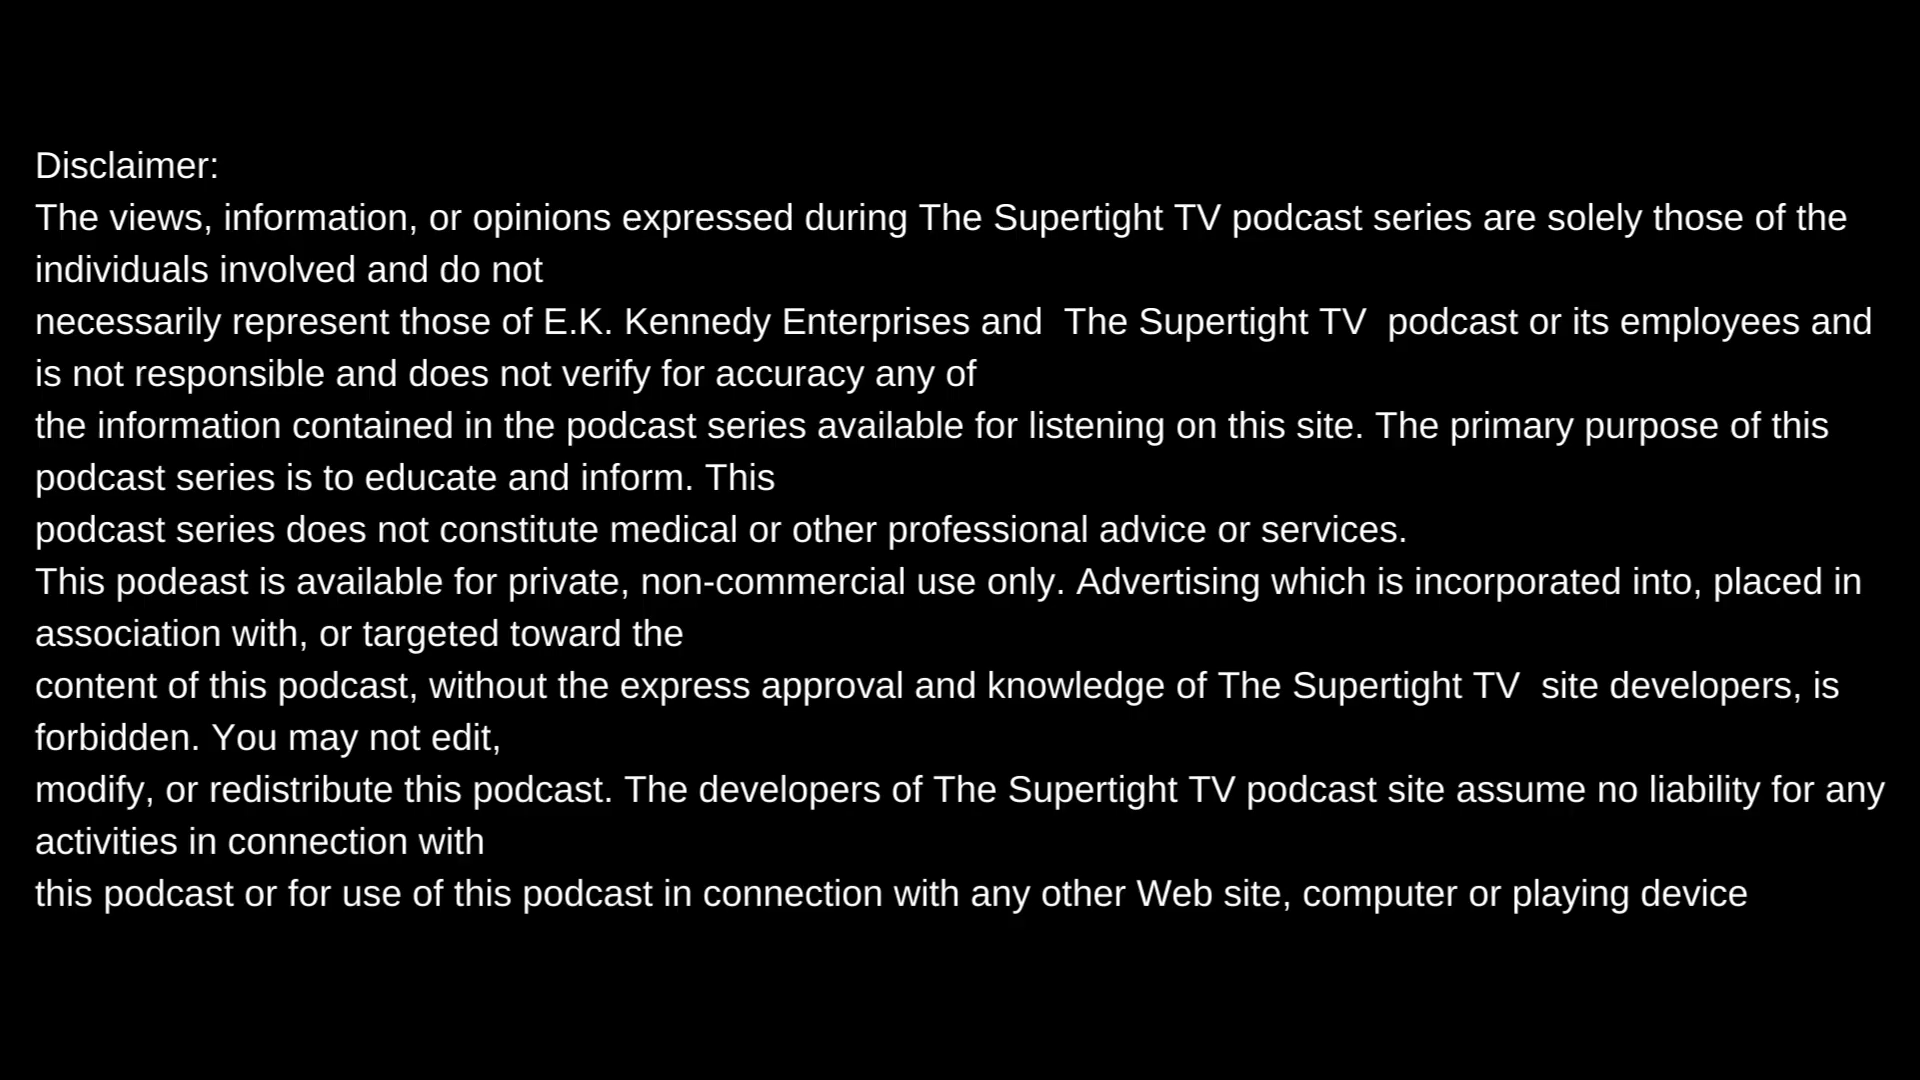 Disclaimer:
The views, information, or opinions expressed during The Supertight TV podcast series are solely those of the
individuals involved and do not
necessarily represent those of E.K. Kennedy Enterprises and  The Supertight TV  podcast or its employees and
is not responsible and does not verify for accuracy any of
the information contained in the podcast series available for listening on this site. The primary purpose of this
podcast series is to educate and inform. This
podcast series does not constitute medical or other professional advice or services.
This podeast is available for private, non-commercial use only. Advertising which is incorporated into, placed in
association with, or targeted toward the
content of this podcast, without the express approval and knowledge of The Supertight TV  site developers, is
forbidden. You may not edit,
modify, or redistribute this podcast. The developers of The Supertight TV podcast site assume no liability for any
activities in connection with
this podcast or for use of this podcast in connection with any other Web site, computer or playing device